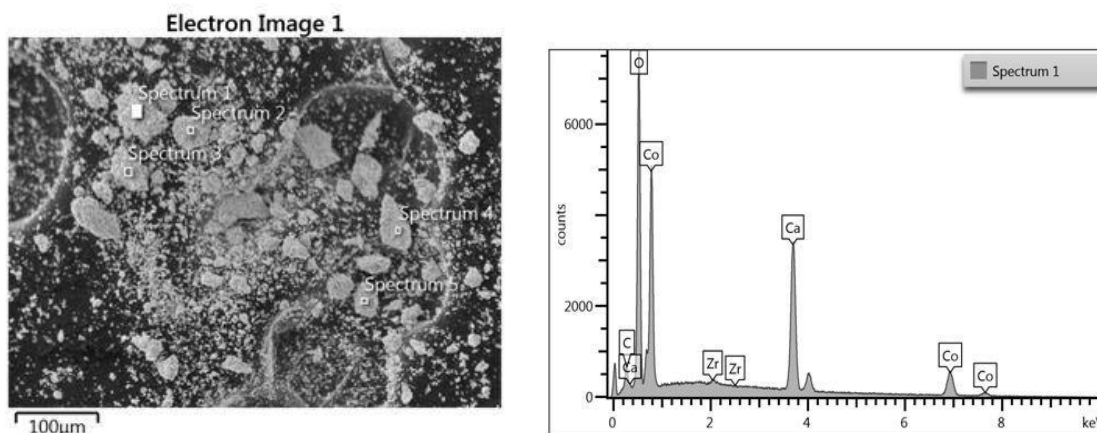 Electron Image 1
Spectrum 1
Spectrum 2
Spectrum 3
Spectrum 4
Spectrum 5
100µm
Spectrum 1
counts
6000
2000
0
O
Co
Ca
C
Ca
Zr
Zr
Co
Co
0
2
4
6
8
keV